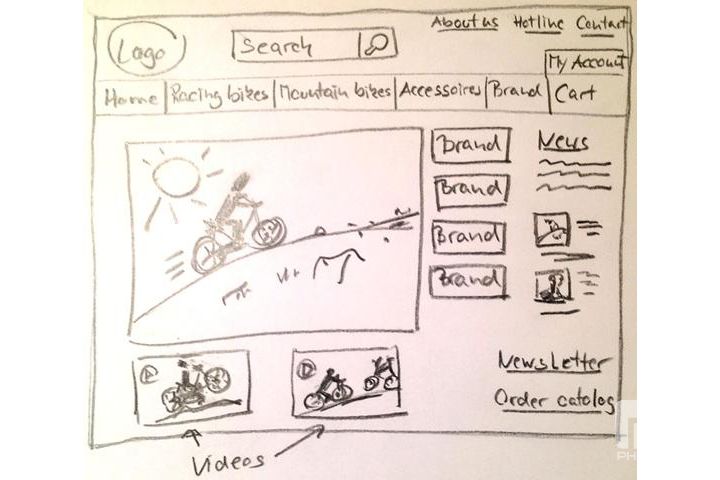 About us Hotline Contact
Logo
Search
My Account
Home Racing bikes Mountain bikes Accessoires Brand Cart
Brand
News
Brand
Brand
Brand
Newsletter
Order catalog
Videos
PH